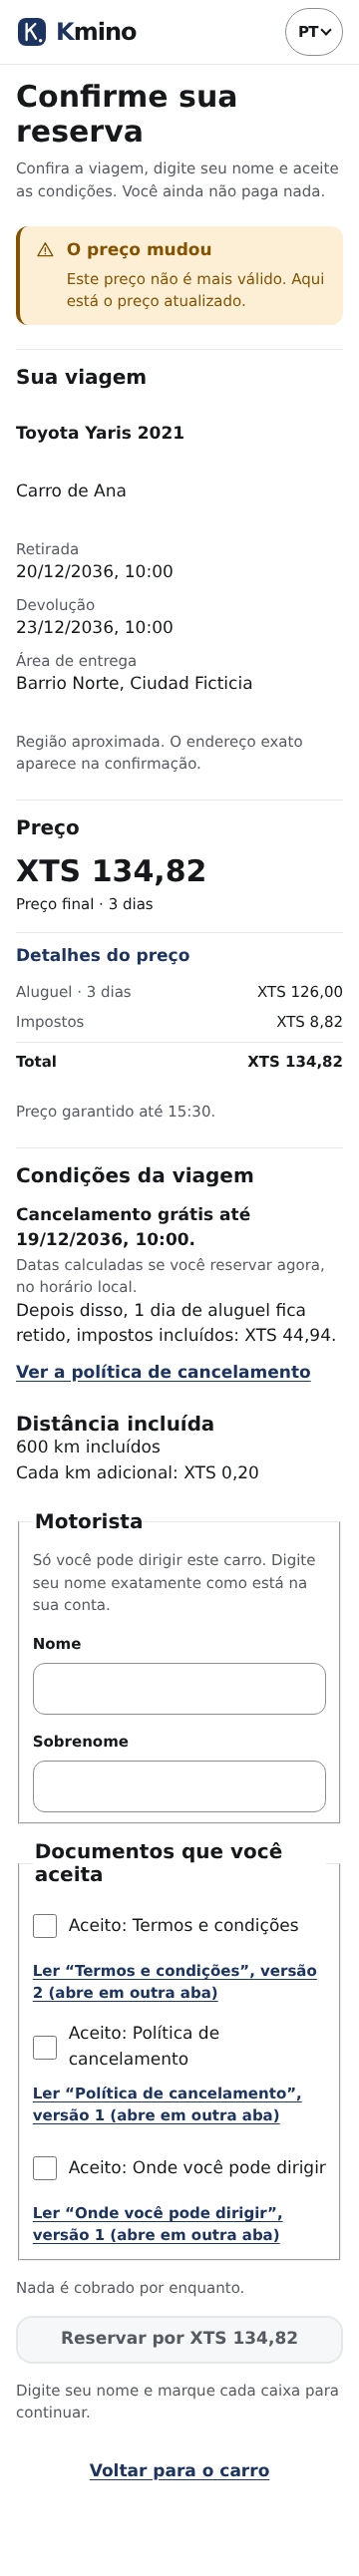 Kmino
PT
Confirme sua
reserva
Confira a viagem, digite seu nome e aceite
as condições. Você ainda não paga nada.
O preço mudou
Este preço não é mais válido. Aqui
está o preço atualizado.
Sua viagem
Toyota Yaris 2021
Carro de Ana
Retirada
20/12/2036, 10:00
Devolução
23/12/2036, 10:00
Área de entrega
Barrio Norte, Ciudad Ficticia
Região aproximada. O endereço exato
aparece na confirmação.
Preço
XTS 134,82
Preço final · 3 dias
Detalhes do preço
Aluguel · 3 dias XTS 126,00
Impostos XTS 8,82
Total XTS 134,82
Preço garantido até 15:30.
Condições da viagem
Cancelamento grátis até
19/12/2036, 10:00.
Datas calculadas se você reservar agora,
no horário local.
Depois disso, 1 dia de aluguel fica
retido, impostos incluídos: XTS 44,94.
Ver a política de cancelamento
Distância incluída
600 km incluídos
Cada km adicional: XTS 0,20
Motorista
Só você pode dirigir este carro. Digite
seu nome exatamente como está na
sua conta.
Nome
Sobrenome
Documentos que você
aceita
Aceito: Termos e condições
Ler “Termos e condições”, versão
2 (abre em outra aba)
Aceito: Política de
cancelamento
Ler “Política de cancelamento”,
versão 1 (abre em outra aba)
Aceito: Onde você pode dirigir
Ler “Onde você pode dirigir”,
versão 1 (abre em outra aba)
Nada é cobrado por enquanto.
Reservar por XTS 134,82
Digite seu nome e marque cada caixa para
continuar.
Voltar para o carro